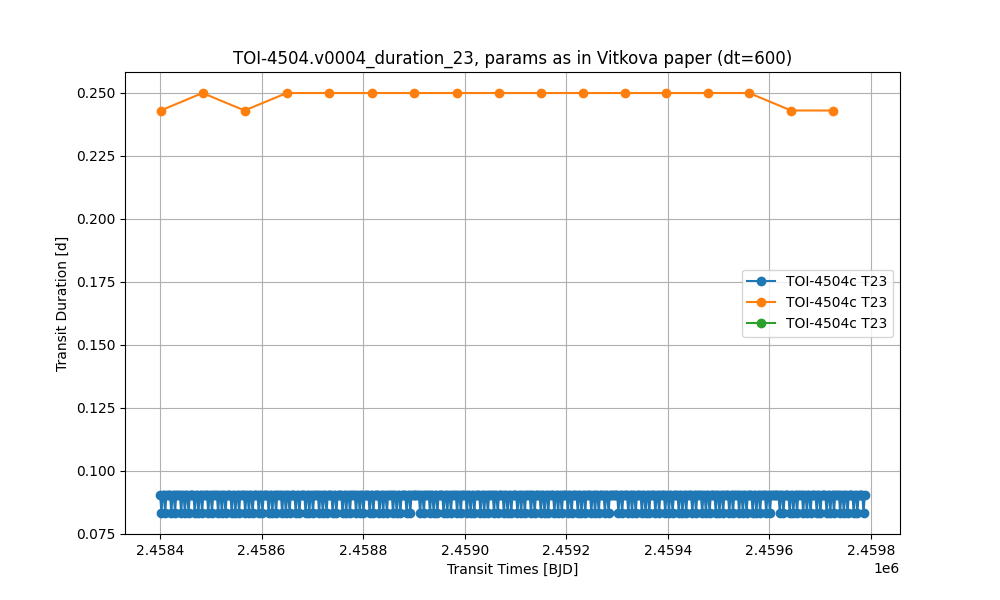 TOI-4504.v0004_duration_23, params as in Vitkova paper (dt=600)
0.250
0.225
0.200
0.175
0.150
0.125
0.100
0.075
Transit Duration [d]
TOI-4504c T23
TOI-4504c T23
TOI-4504c T23
2.4584 2.4586 2.4588 2.4590 2.4592 2.4594 2.4596 2.4598
1e6
Transit Times [BJD]